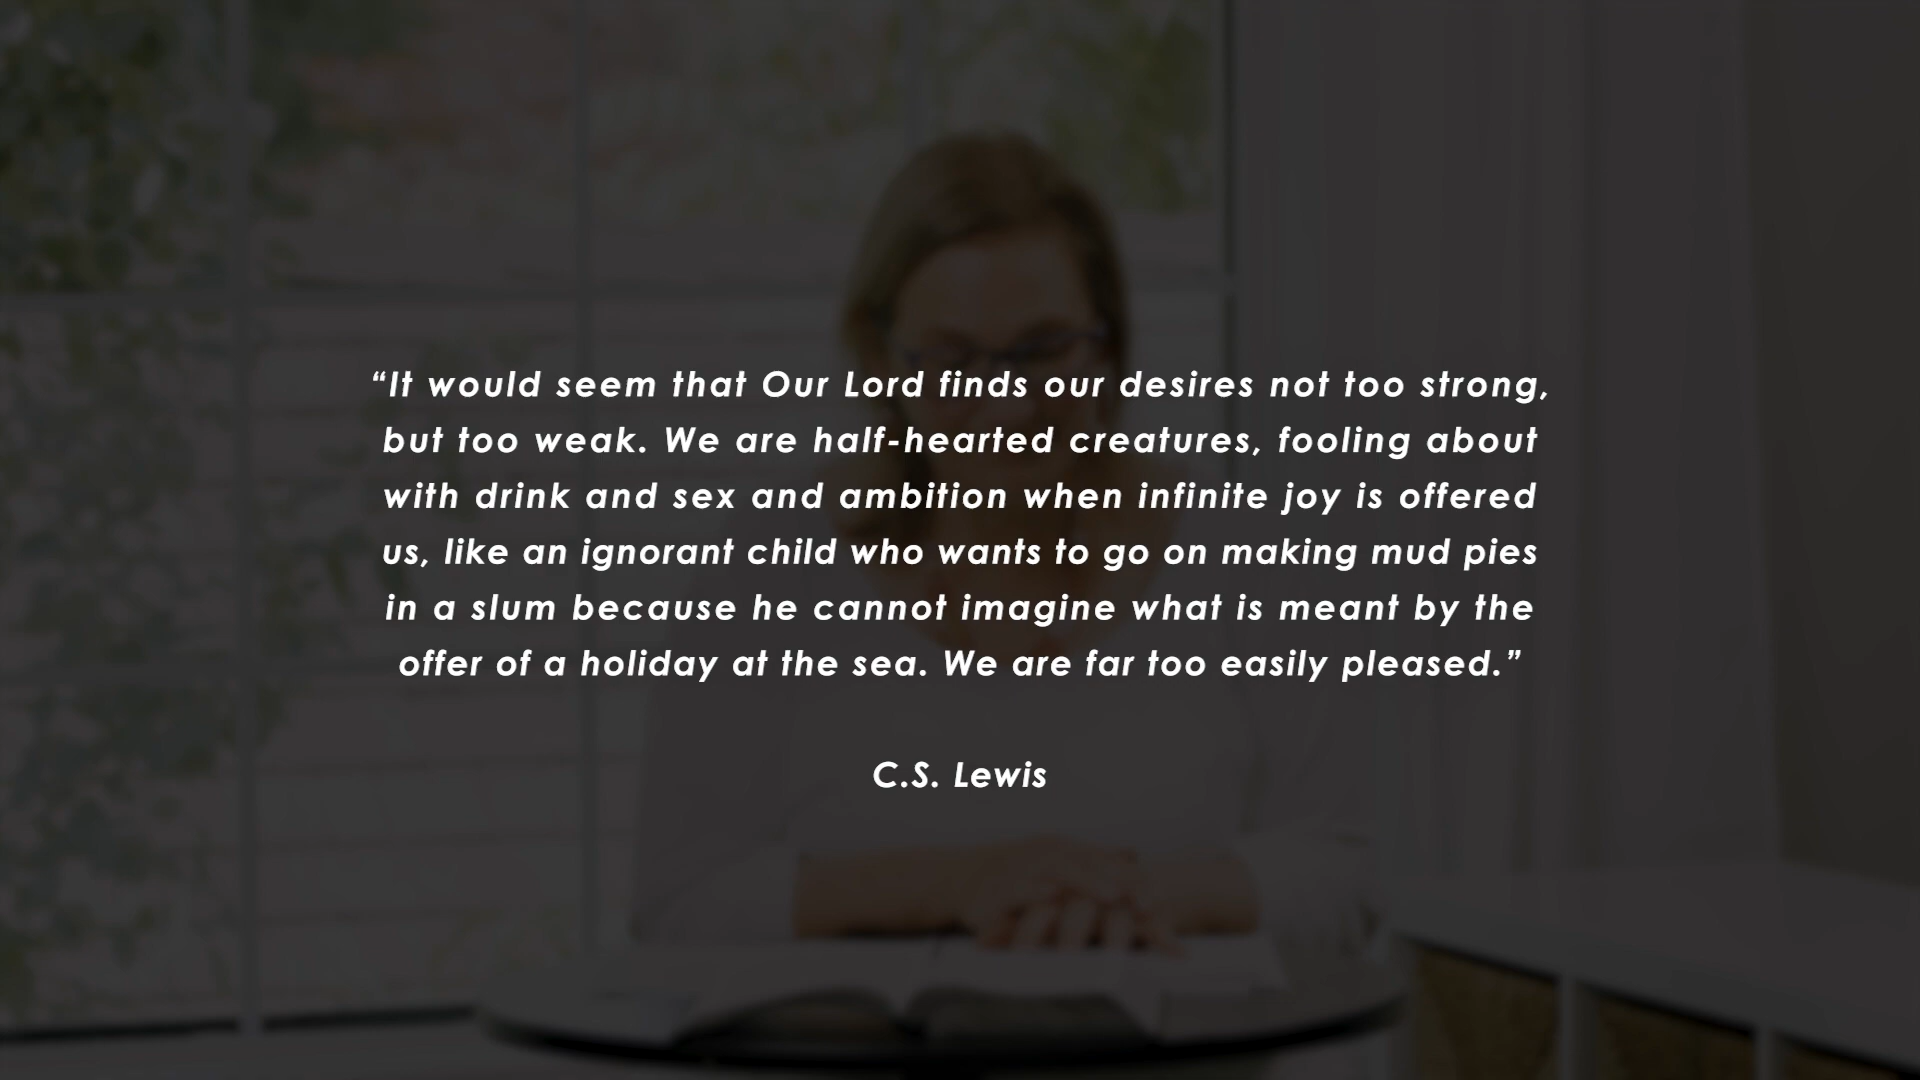 “It would seem that Our Lord finds our desires not too strong,
but too weak. We are half-hearted creatures, fooling about
with drink and sex and ambition when infinite joy is offered
us, like an ignorant child who wants to go on making mud pies
in a slum because he cannot imagine what is meant by the
offer of a holiday at the sea. We are far too easily pleased.”
C.S. Lewis